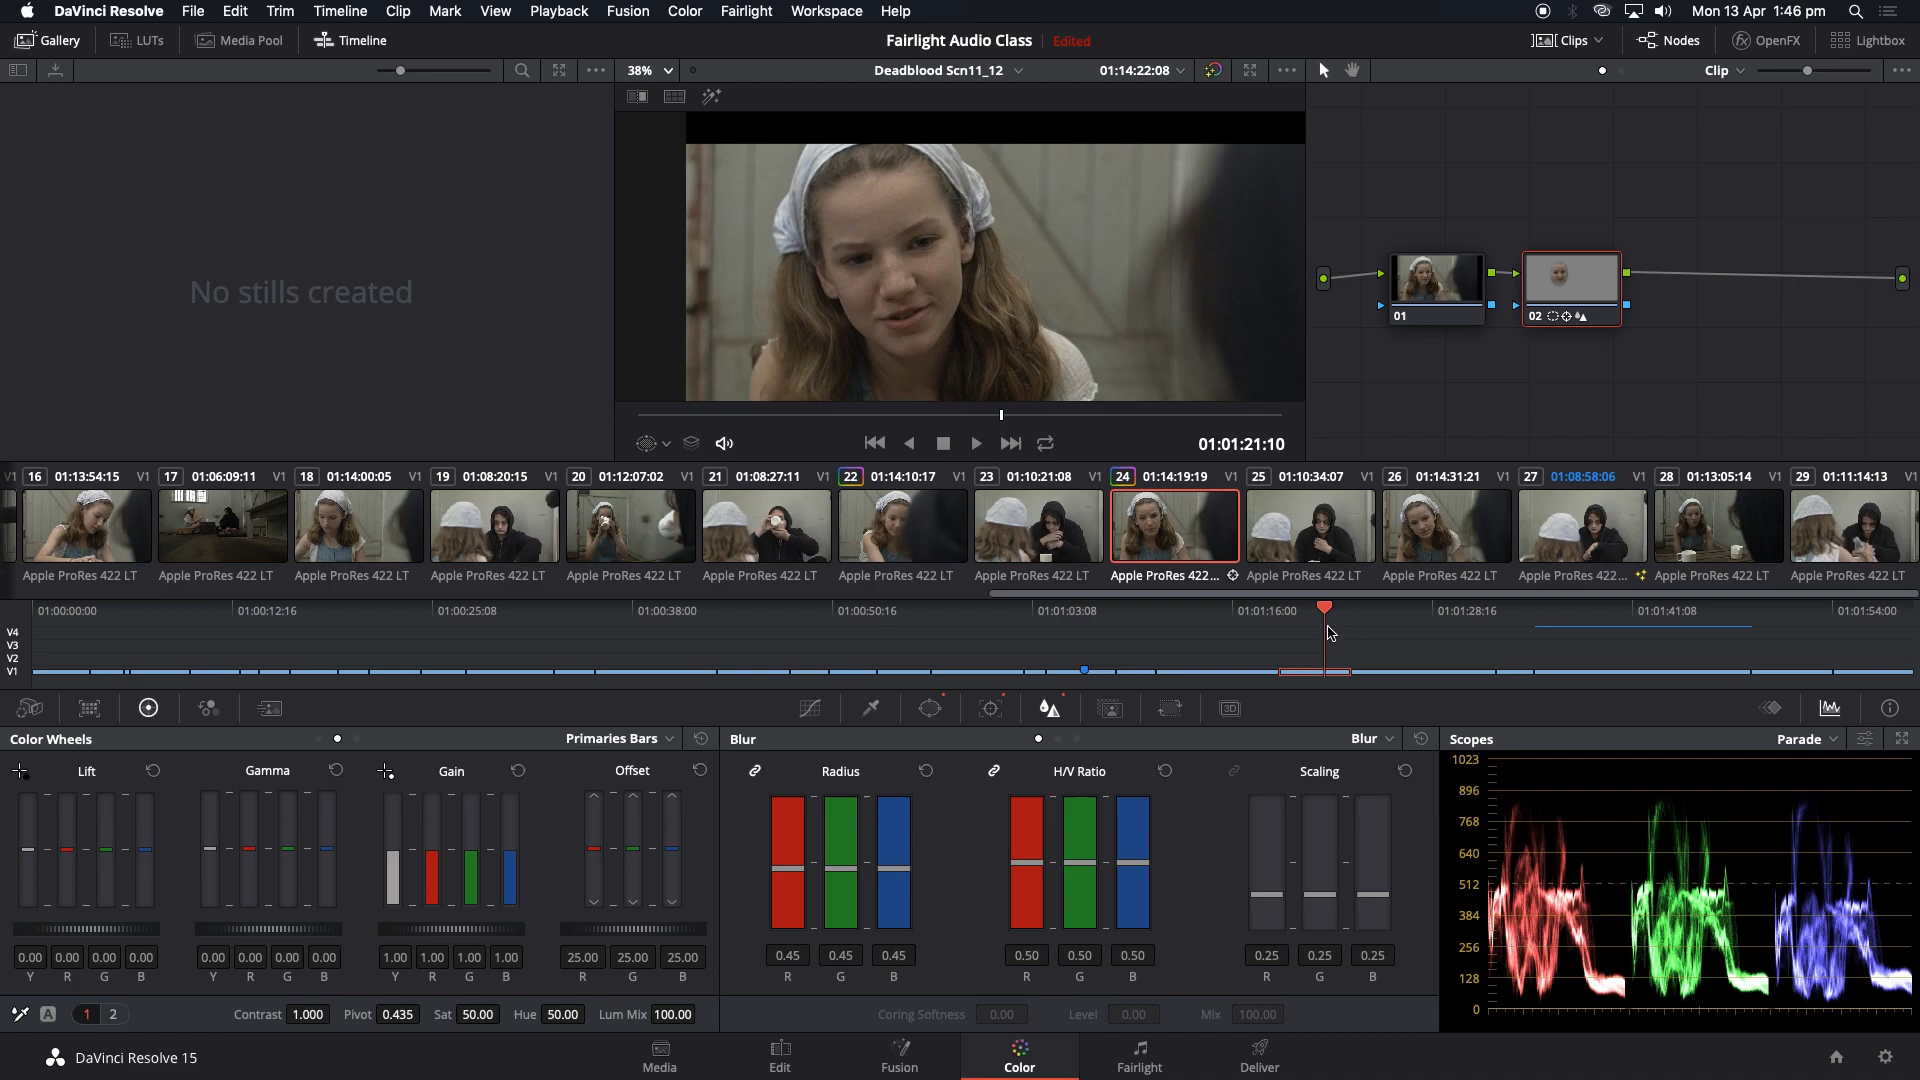 DaVinci Resolve File Edit Trim Timeline Clip Mark View Playback Fusion Color Fairlight Workspace Help Mon 13 Apr 1:46 pm
Gallery LUTs Media Pool Timeline Fairlight Audio Class Edited Clips Nodes OpenFX Lightbox
38% Deadblood Scn11_12 01:14:22:08 Clip
No stills created
01 02
01:01:21:10
16 01:13:54:15 V1 17 01:06:09:11 V1 18 01:14:00:05 V1 19 01:08:20:15 V1 20 01:12:07:02 V1 21 01:08:27:11 V1 22 01:14:10:17 V1 23 01:10:21:08 V1 24 01:14:19:19 V1 25 01:10:34:07 V1 26 01:14:31:21 V1 27 01:08:58:06 V1 28 01:13:05:14 V1 29 01:11:14:13 V1
Apple ProRes 422 LT Apple ProRes 422 LT Apple ProRes 422 LT Apple ProRes 422 LT Apple ProRes 422 LT Apple ProRes 422 LT Apple ProRes 422 LT Apple ProRes 422 LT Apple ProRes 422... Apple ProRes 422 LT Apple ProRes 422 LT Apple ProRes 422... Apple ProRes 422 LT Apple ProRes 422 LT
01:00:00:00 01:00:12:16 01:00:25:08 01:00:38:00 01:00:50:16 01:01:03:08 01:01:16:00 01:01:28:16 01:01:41:08 01:01:54:00
V4
V3
V2
V1
3D
Color Wheels Primaries Bars Blur Blur Scopes Parade
Lift Gamma Gain Offset Radius H/V Ratio Scaling
1023
896
768
640
512
384
256
128
0
0.00 0.00 0.00 0.00 0.00 0.00 0.00 0.00 1.00 1.00 1.00 1.00 25.00 25.00 25.00 0.45 0.45 0.45 0.50 0.50 0.50 0.25 0.25 0.25
Y R G B Y R G B Y R G B R G B R G B R G B R G B
A 1 2 Contrast 1.000 Pivot 0.435 Sat 50.00 Hue 50.00 Lum Mix 100.00 Coring Softness 0.00 Level 0.00 Mix 100.00
DaVinci Resolve 15 Media Edit Fusion Color Fairlight Deliver